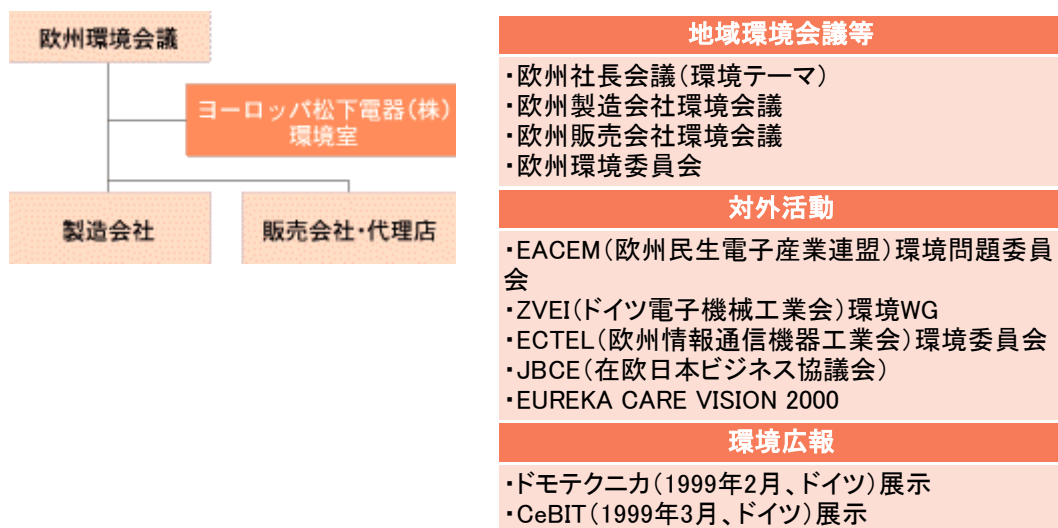 欧州環境会議
ヨーロッパ松下電器(株)
環境室
製造会社
販売会社・代理店
地域環境会議等
・欧州社長会議(環境テーマ)
・欧州製造会社環境会議
・欧州販売会社環境会議
・欧州環境委員会
対外活動
・EACEM(欧州民生電子産業連盟)環境問題委員
会
・ZVEI(ドイツ電子機械工業会)環境WG
・ECTEL(欧州情報通信機器工業会)環境委員会
・JBCE(在欧日本ビジネス協議会)
・EUREKA CARE VISION 2000
環境広報
・ドモテクニカ(1999年2月、ドイツ)展示
・CeBIT(1999年3月、ドイツ)展示